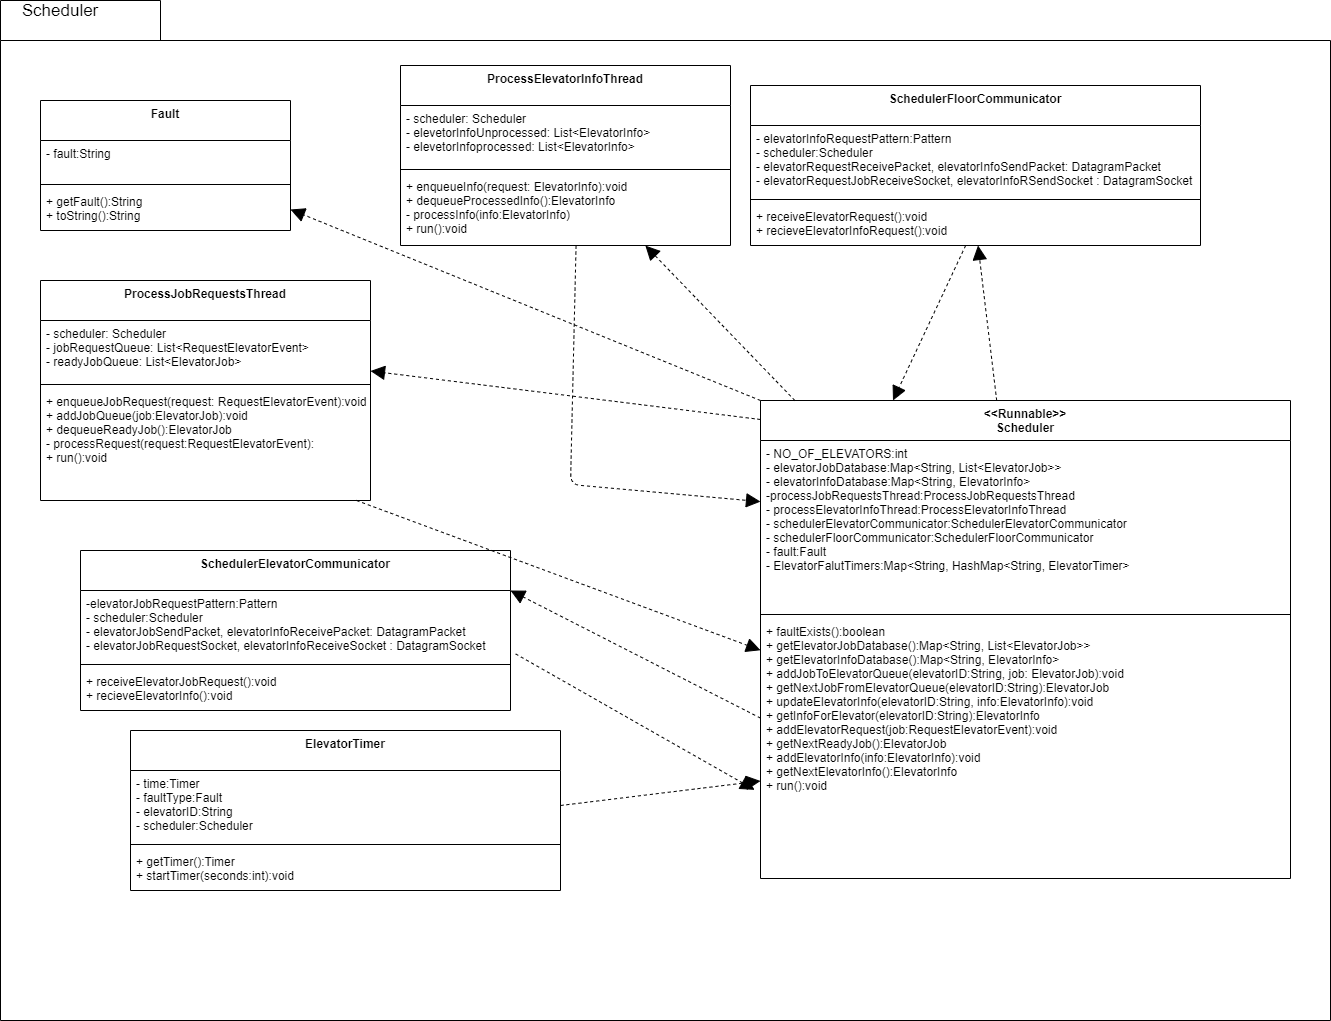 Scheduler
ProcessElevatorInfoThread
- scheduler: Scheduler
- elevetorInfoUnprocessed: List<ElevatorInfo>
- elevetorInfoprocessed: List<ElevatorInfo>
+ enqueueInfo(request: ElevatorInfo):void
+ dequeueProcessedInfo():ElevatorInfo
- processInfo(info:ElevatorInfo)
+ run():void
SchedulerFloorCommunicator
- elevatorInfoRequestPattern:Pattern
- scheduler:Scheduler
- elevatorRequestReceivePacket, elevatorInfoSendPacket: DatagramPacket
- elevatorRequestJobReceiveSocket, elevatorInfoRSendSocket : DatagramSocket
+ receiveElevatorRequest():void
+ recieveElevatorInfoRequest():void
Fault
- fault:String
+ getFault():String
+ toString():String
ProcessJobRequestsThread
- scheduler: Scheduler
- jobRequestQueue: List<RequestElevatorEvent>
- readyJobQueue: List<ElevatorJob>
+ enqueueJobRequest(request: RequestElevatorEvent):void
+ addJobQueue(job:ElevatorJob):void
+ dequeueReadyJob():ElevatorJob
- processRequest(request:RequestElevatorEvent):
+ run():void
<<Runnable>>
Scheduler
- NO_OF_ELEVATORS:int
- elevatorJobDatabase:Map<String, List<ElevatorJob>>
- elevatorInfoDatabase:Map<String, ElevatorInfo>
-processJobRequestsThread:ProcessJobRequestsThread
- processElevatorInfoThread:ProcessElevatorInfoThread
- schedulerElevatorCommunicator:SchedulerElevatorCommunicator
- schedulerFloorCommunicator:SchedulerFloorCommunicator
- fault:Fault
- ElevatorFalutTimers:Map<String, HashMap<String, ElevatorTimer>
+ faultExists():boolean
+ getElevatorJobDatabase():Map<String, List<ElevatorJob>>
+ getElevatorInfoDatabase():Map<String, ElevatorInfo>
+ addJobToElevatorQueue(elevatorID:String, job: ElevatorJob):void
+ getNextJobFromElevatorQueue(elevatorID:String):ElevatorJob
+ updateElevatorInfo(elevatorID:String, info:ElevatorInfo):void
+ getInfoForElevator(elevatorID:String):ElevatorInfo
+ addElevatorRequest(job:RequestElevatorEvent):void
+ getNextReadyJob():ElevatorJob
+ addElevatorInfo(info:ElevatorInfo):void
+ getNextElevatorInfo():ElevatorInfo
+ run():void
SchedulerElevatorCommunicator
-elevatorJobRequestPattern:Pattern
- scheduler:Scheduler
- elevatorJobSendPacket, elevatorInfoReceivePacket: DatagramPacket
- elevatorJobRequestSocket, elevatorInfoReceiveSocket : DatagramSocket
+ receiveElevatorJobRequest():void
+ recieveElevatorInfo():void
ElevatorTimer
- time:Timer
- faultType:Fault
- elevatorID:String
- scheduler:Scheduler
+ getTimer():Timer
+ startTimer(seconds:int):void